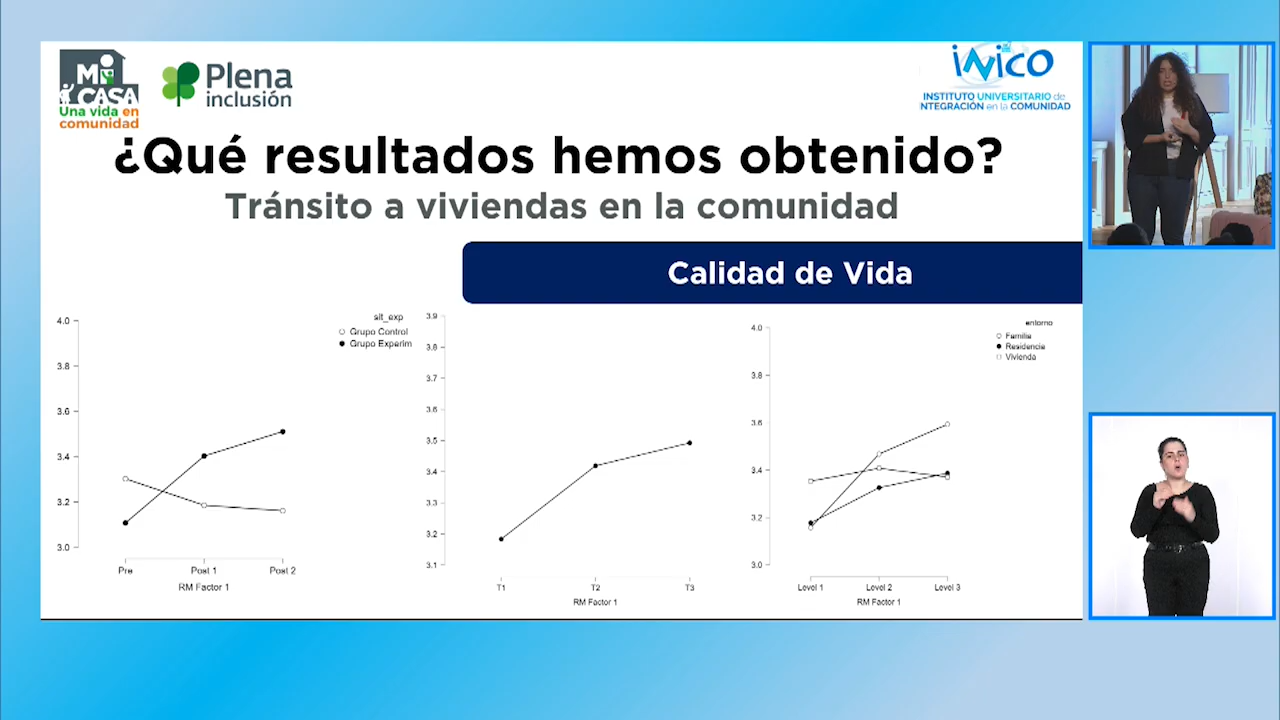 Mi
CASA
Una vida en
comunidad
Plena
inclusión
iNiCO
INSTITUTO UNIVERSITARIO de
INTEGRACIÓN en la COMUNIDAD
¿Qué resultados hemos obtenido?
Tránsito a viviendas en la comunidad
Calidad de Vida
sit_exp
Grupo Control
Grupo Experim
4.0
3.8
3.6
3.4
3.2
3.0
Pre
Post 1
Post 2
RM Factor 1
3.9
3.8
3.7
3.6
3.5
3.4
3.3
3.2
3.1
T1
T2
T3
RM Factor 1
entorno
Familia
Residencia
Vivienda
4.0
3.8
3.6
3.4
3.2
3.0
Level 1
Level 2
Level 3
RM Factor 1